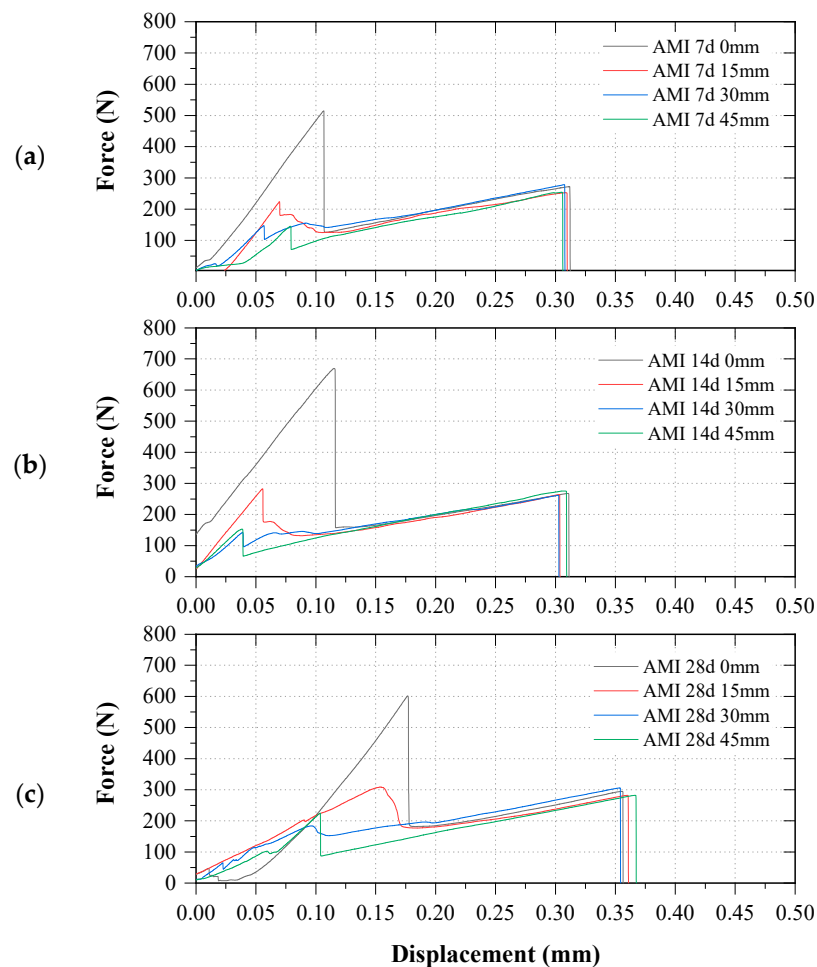 (a)
Force (N)
800
700
600
500
400
300
200
100
AMI 7d 0mm
AMI 7d 15mm
AMI 7d 30mm
AMI 7d 45mm
0.00 0.05 0.10 0.15 0.20 0.25 0.30 0.35 0.40 0.45 0.50
(b)
Force (N)
800
700
600
500
400
300
200
100
0
AMI 14d 0mm
AMI 14d 15mm
AMI 14d 30mm
AMI 14d 45mm
0.00 0.05 0.10 0.15 0.20 0.25 0.30 0.35 0.40 0.45 0.50
(c)
Force (N)
800
700
600
500
400
300
200
100
0
AMI 28d 0mm
AMI 28d 15mm
AMI 28d 30mm
AMI 28d 45mm
0.00 0.05 0.10 0.15 0.20 0.25 0.30 0.35 0.40 0.45 0.50
Displacement (mm)